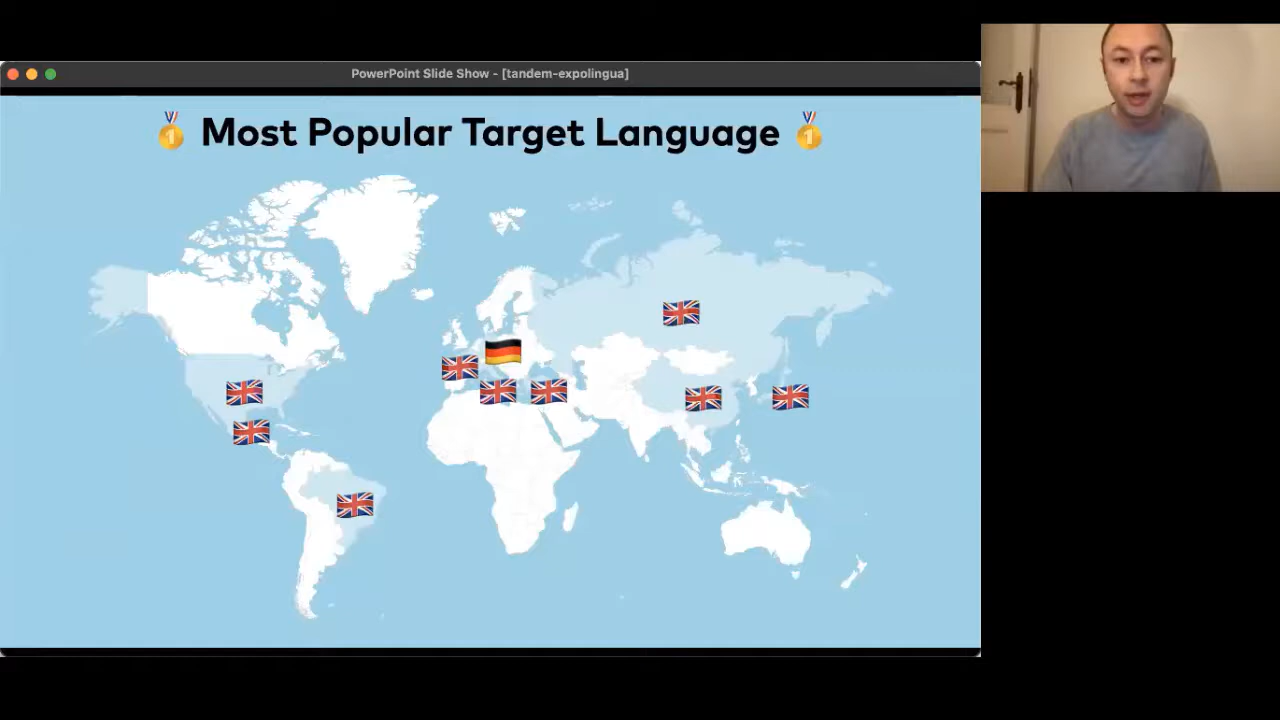 PowerPoint Slide Show - [tandem-expolingua]
🥇 Most Popular Target Language 🥇